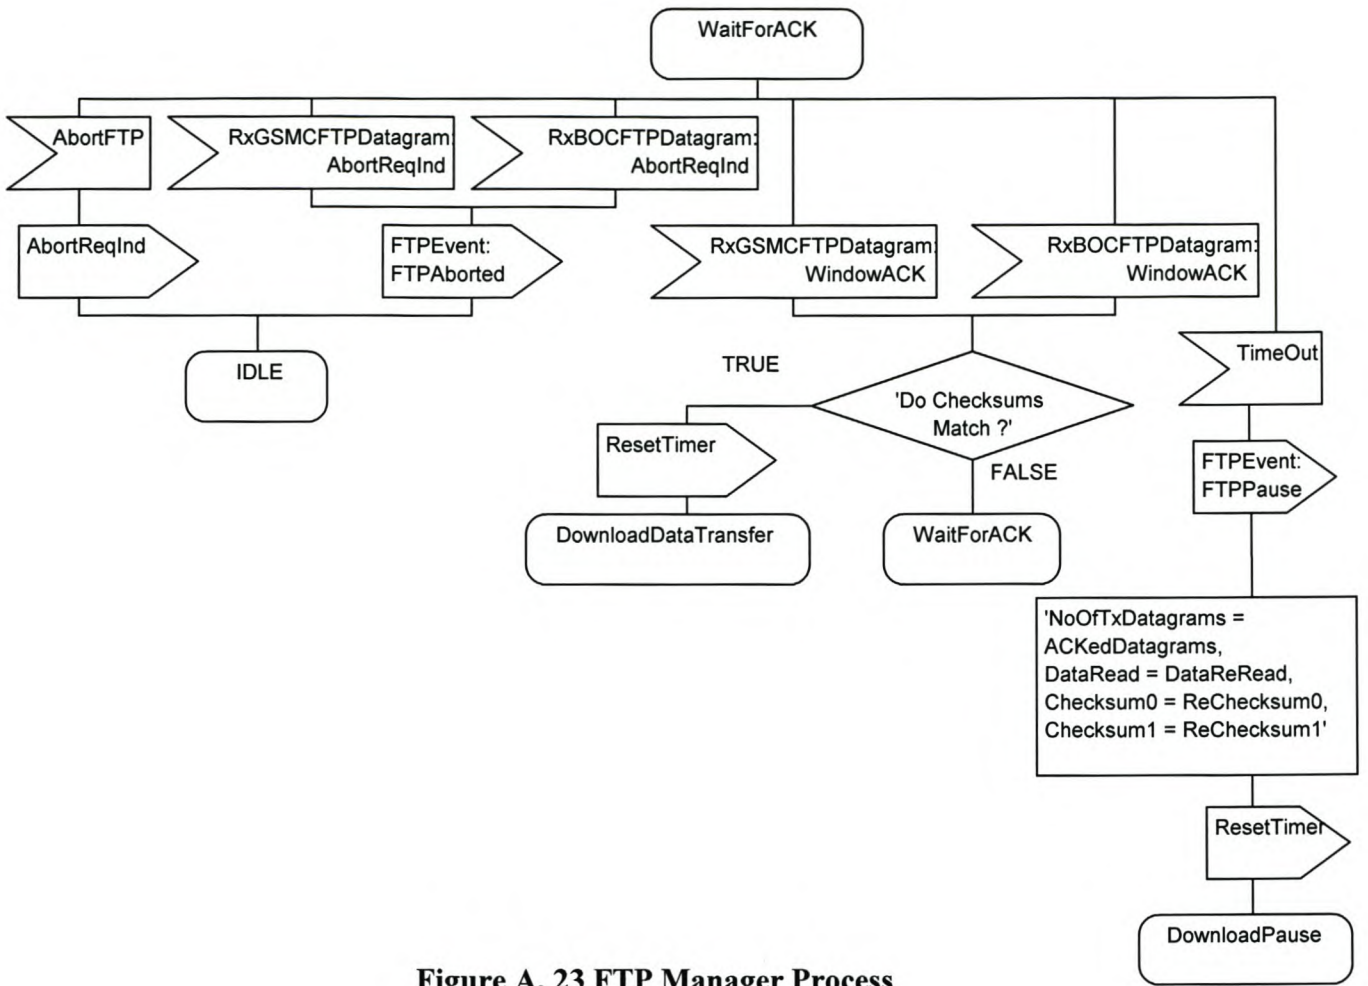 WaitForACK
AbortFTP
RxGSMCFTPDatagram:
AbortReqInd
RxBOCFTPDatagram:
AbortReqInd
AbortReqInd
FTPEvent:
FTPAborted
RxGSMCFTPDatagram:
WindowACK
RxBOCFTPDatagram:
WindowACK
IDLE
TRUE
'Do Checksums
Match ?'
TimeOut
ResetTimer
FALSE
FTPEvent:
FTPPause
DownloadDataTransfer
WaitForACK
'NoOfTxDatagrams =
ACKedDatagrams,
DataRead = DataReRead,
Checksum0 = ReChecksum0,
Checksum1 = ReChecksum1'
ResetTimer
DownloadPause
Figure A. 23 FTP Manager Process